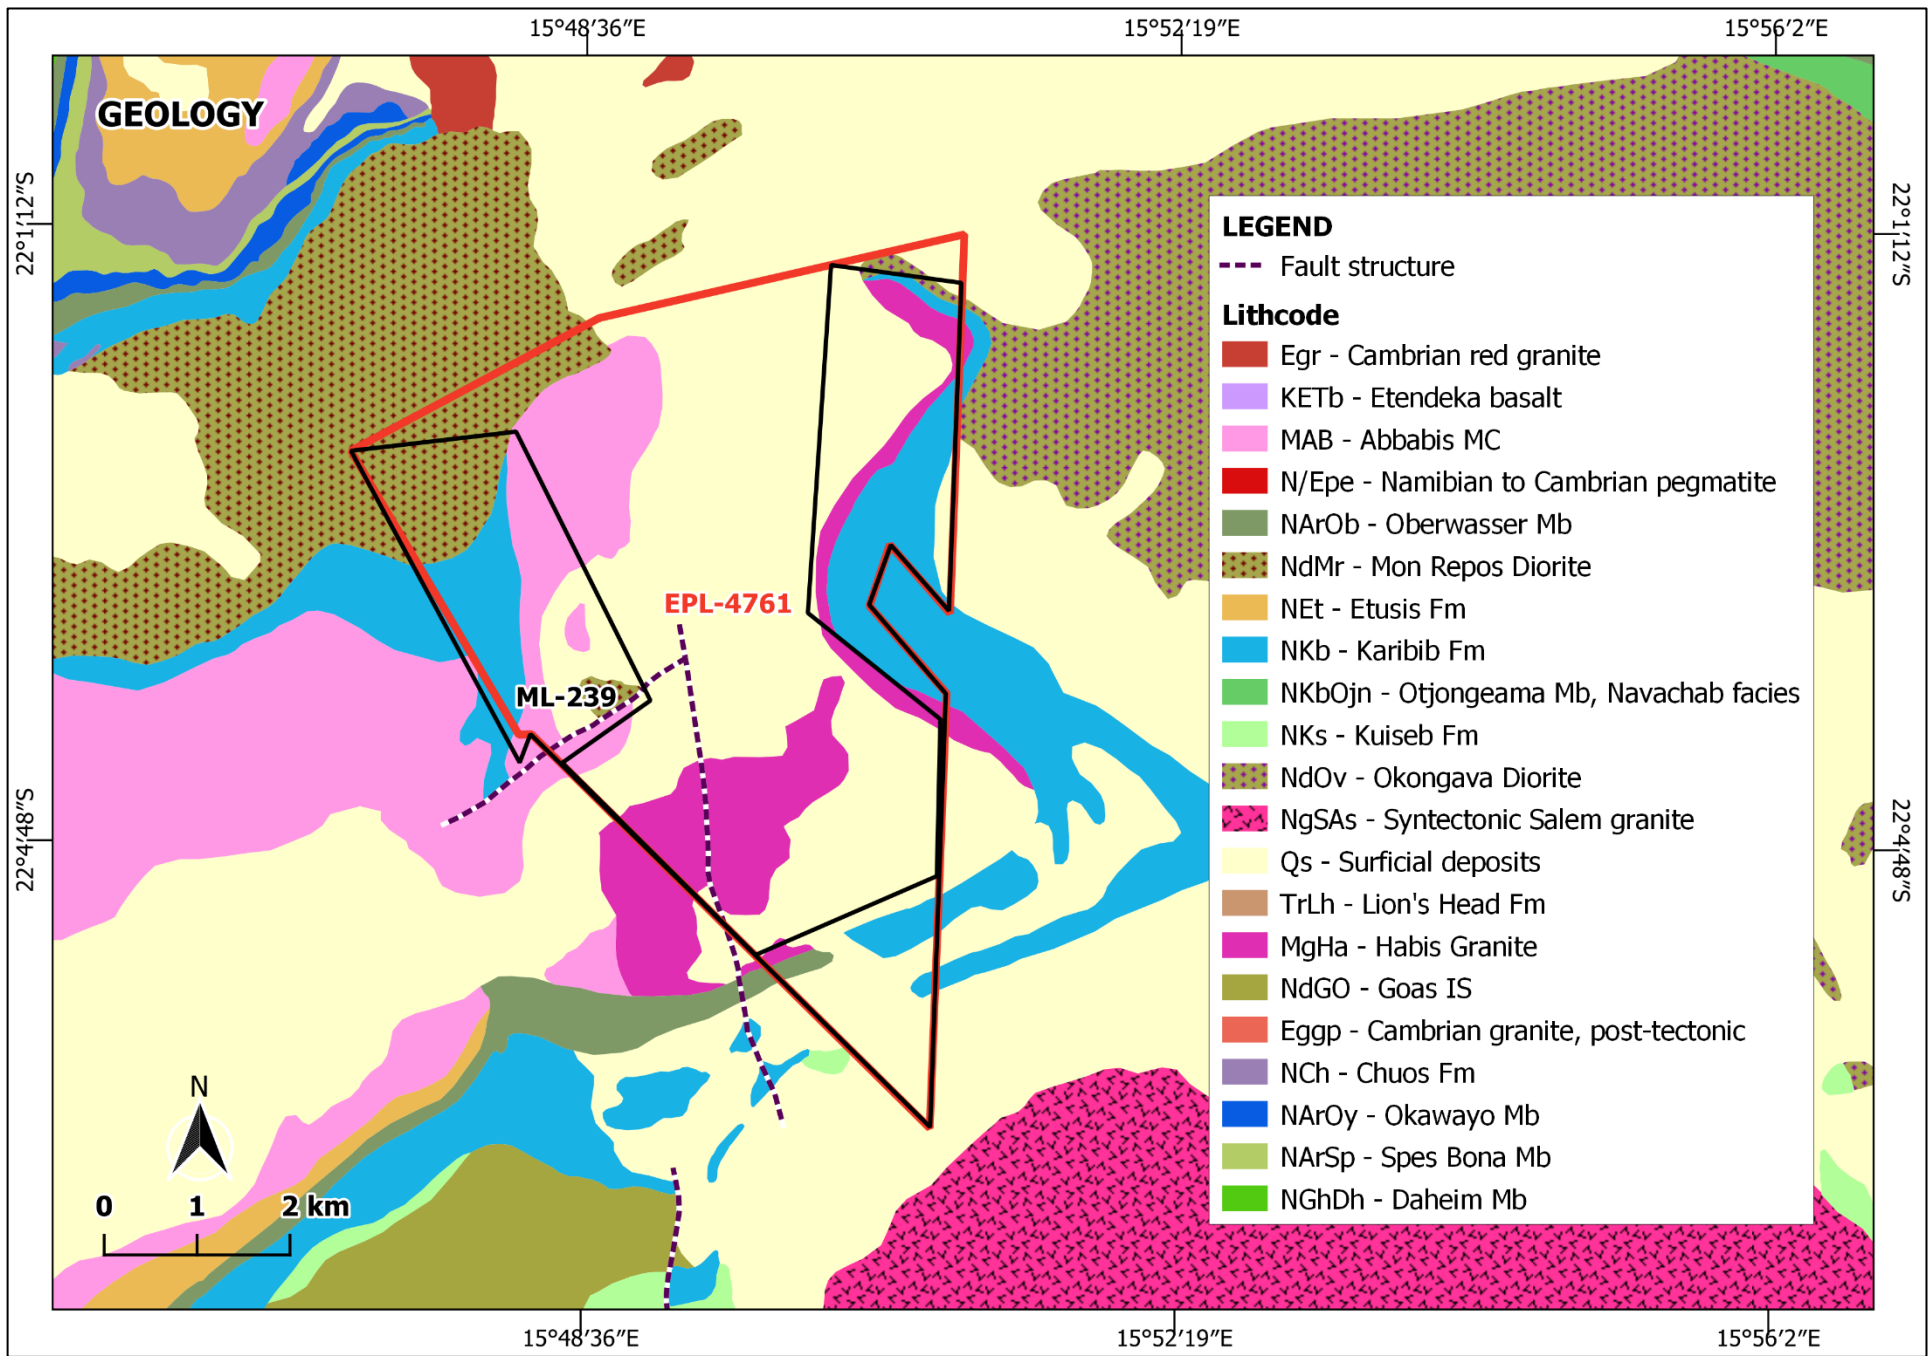 15°48′36″E 15°52′19″E 15°56′2″E
GEOLOGY
22°1′12″S
22°1′12″S
LEGEND
Fault structure
Lithcode
Egr - Cambrian red granite
KETb - Etendeka basalt
MAB - Abbabis MC
N/Epe - Namibian to Cambrian pegmatite
NArOb - Oberwasser Mb
NdMr - Mon Repos Diorite
NEt - Etusis Fm
NKb - Karibib Fm
NKbOjn - Otjongeama Mb, Navachab facies
NKs - Kuiseb Fm
NdOv - Okongava Diorite
NgSAs - Syntectonic Salem granite
Qs - Surficial deposits
TrLh - Lion's Head Fm
MgHa - Habis Granite
NdGO - Goas IS
Eggp - Cambrian granite, post-tectonic
NCh - Chuos Fm
NArOy - Okawayo Mb
NArSp - Spes Bona Mb
NGhDh - Daheim Mb
EPL-4761
ML-239
22°4′48″S
22°4′48″S
N
0 1 2 km
15°48′36″E 15°52′19″E 15°56′2″E